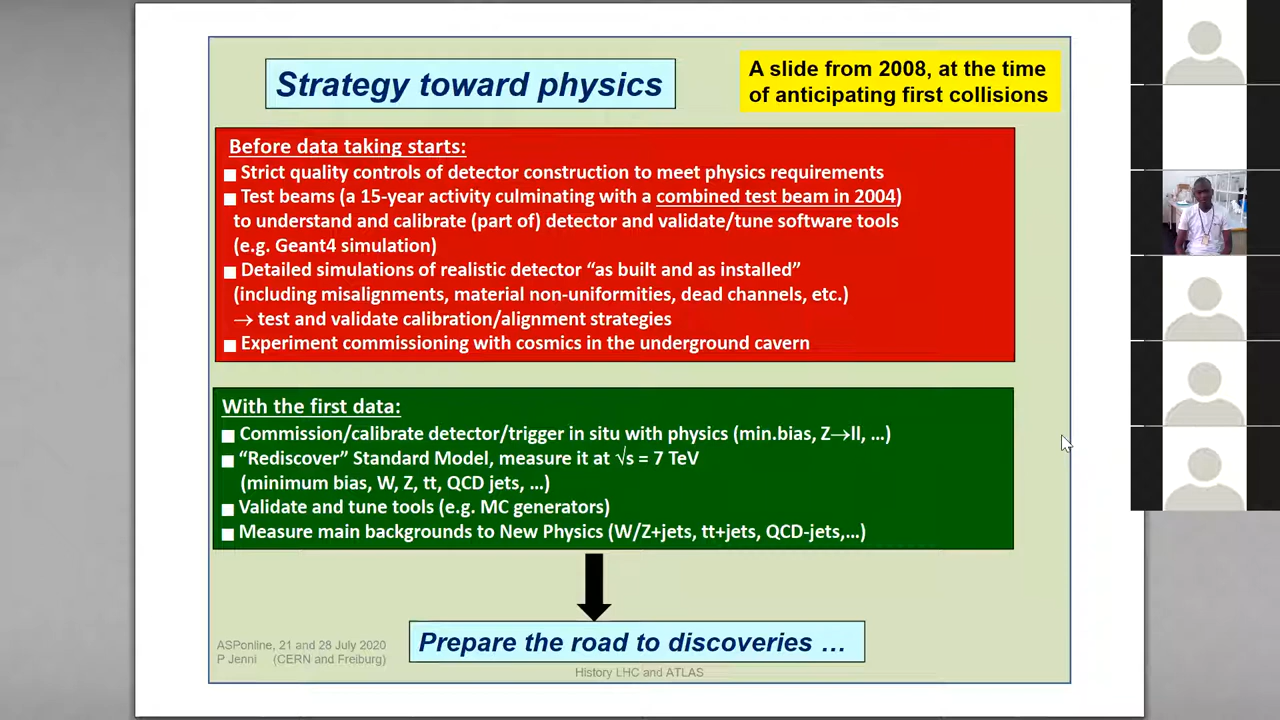 Strategy toward physics
A slide from 2008, at the time
of anticipating first collisions
Before data taking starts:
Strict quality controls of detector construction to meet physics requirements
Test beams (a 15-year activity culminating with a combined test beam in 2004)
to understand and calibrate (part of) detector and validate/tune software tools
(e.g. Geant4 simulation)
Detailed simulations of realistic detector “as built and as installed”
(including misalignments, material non-uniformities, dead channels, etc.)
→ test and validate calibration/alignment strategies
Experiment commissioning with cosmics in the underground cavern
With the first data:
Commission/calibrate detector/trigger in situ with physics (min.bias, Z→ll, …)
“Rediscover” Standard Model, measure it at √s = 7 TeV
(minimum bias, W, Z, tt, QCD jets, …)
Validate and tune tools (e.g. MC generators)
Measure main backgrounds to New Physics (W/Z+jets, tt+jets, QCD-jets,…)
Prepare the road to discoveries …
ASPonline, 21 and 28 July 2020
P Jenni (CERN and Freiburg)
History LHC and ATLAS